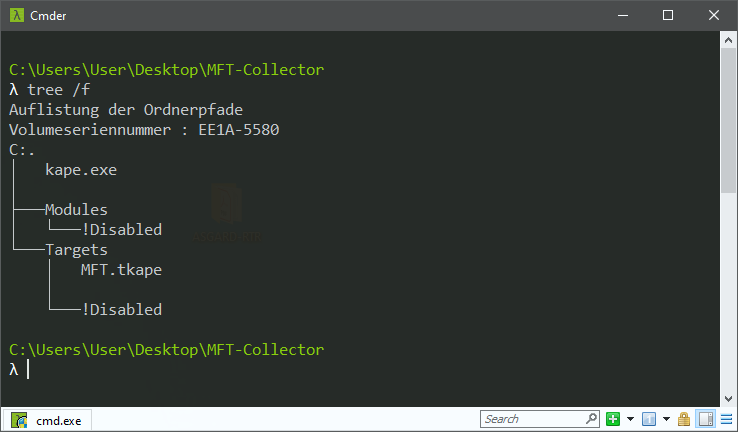 Cmder
C:\Users\User\Desktop\MFT-Collector
λ tree /f
Auflistung der Ordnerpfade
Volumeseriennummer : EE1A-5580
C:.
│   kape.exe
│
├───Modules
│   └───!Disabled
└───Targets
    │   MFT.tkape
    │
    └───!Disabled
C:\Users\User\Desktop\MFT-Collector
λ
cmd.exe
Search